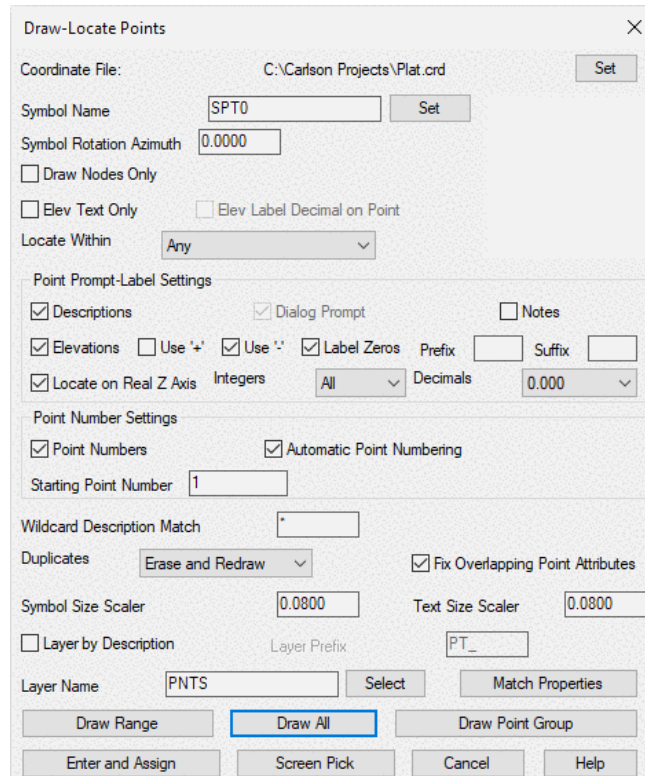 Draw-Locate Points
Coordinate File: C:\Carlson Projects\Plat.crd Set
Symbol Name SPT0 Set
Symbol Rotation Azimuth 0.0000
Draw Nodes Only
Elev Text Only Elev Label Decimal on Point
Locate Within Any
Point Prompt-Label Settings
Descriptions Dialog Prompt Notes
Elevations Use '+' Use '-' Label Zeros Prefix Suffix
Locate on Real Z Axis Integers All Decimals 0.000
Point Number Settings
Point Numbers Automatic Point Numbering
Starting Point Number 1
Wildcard Description Match *
Duplicates Erase and Redraw Fix Overlapping Point Attributes
Symbol Size Scaler 0.0800 Text Size Scaler 0.0800
Layer by Description Layer Prefix PT_
Layer Name PNTS Select Match Properties
Draw Range Draw All Draw Point Group
Enter and Assign Screen Pick Cancel Help